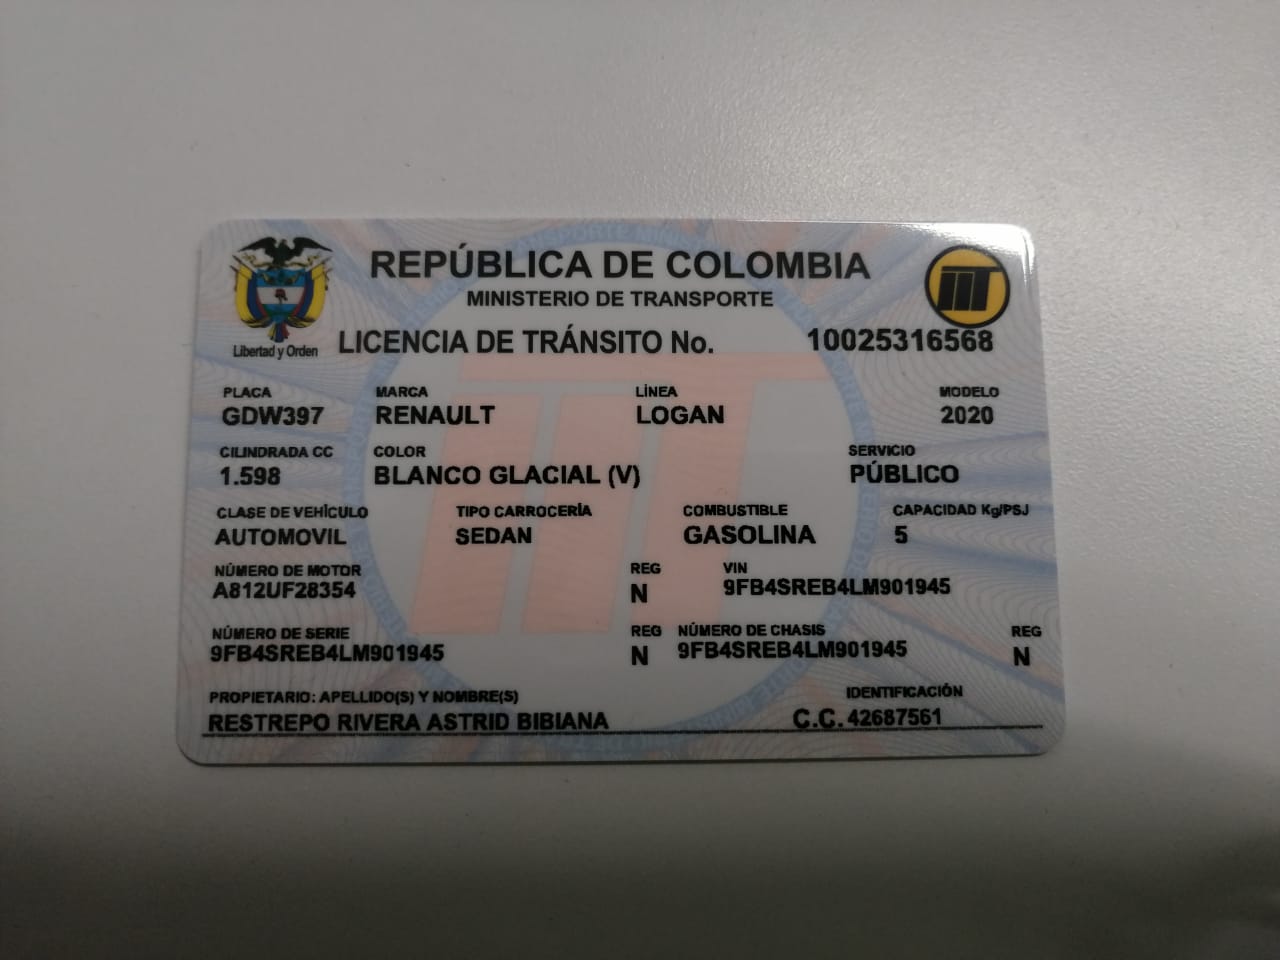 REPÚBLICA DE COLOMBIA
MINISTERIO DE TRANSPORTE
Libertad y Orden
LICENCIA DE TRÁNSITO No. 10025316568
PLACA MARCA LÍNEA MODELO
GDW397 RENAULT LOGAN 2020
CILINDRADA CC COLOR SERVICIO
1.598 BLANCO GLACIAL (V) PÚBLICO
CLASE DE VEHÍCULO TIPO CARROCERÍA COMBUSTIBLE CAPACIDAD Kg/PSJ
AUTOMOVIL SEDAN GASOLINA 5
NÚMERO DE MOTOR REG VIN
A812UF28354 N 9FB4SREB4LM901945
NÚMERO DE SERIE REG NÚMERO DE CHASIS REG
9FB4SREB4LM901945 N 9FB4SREB4LM901945 N
PROPIETARIO: APELLIDO(S) Y NOMBRE(S) IDENTIFICACIÓN
RESTREPO RIVERA ASTRID BIBIANA C.C. 42687561